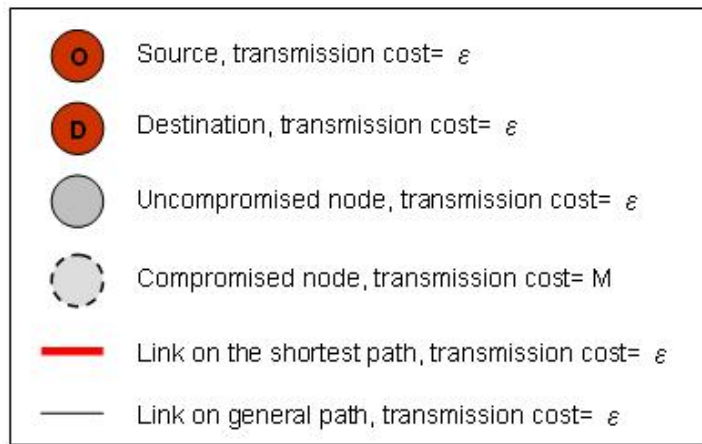 O Source, transmission cost= ε
D Destination, transmission cost= ε
Uncompromised node, transmission cost= ε
Compromised node, transmission cost= M
Link on the shortest path, transmission cost= ε
Link on general path, transmission cost= ε